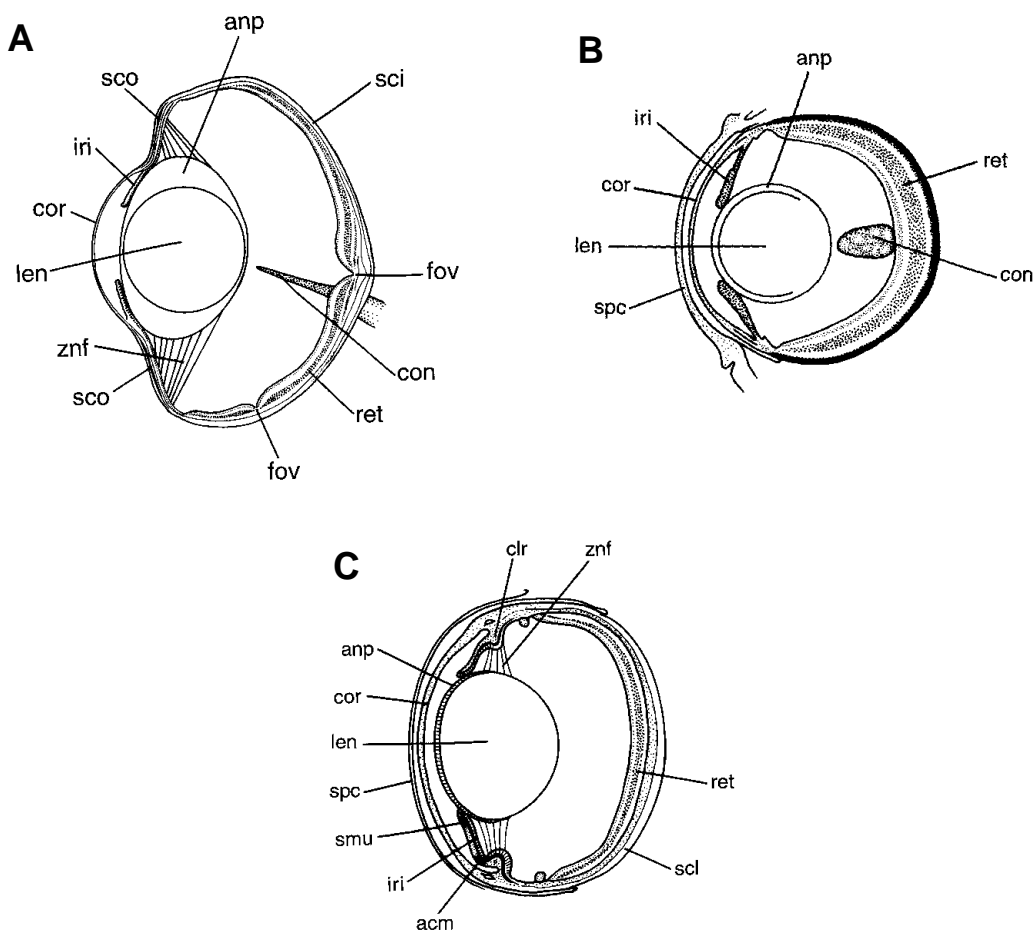 A
anp
sco
sci
iri
cor
len
fov
znf
con
sco
ret
fov
B
anp
iri
ret
cor
len
con
spc
C
clr
znf
anp
cor
len
spc
ret
smu
iri
scl
acm